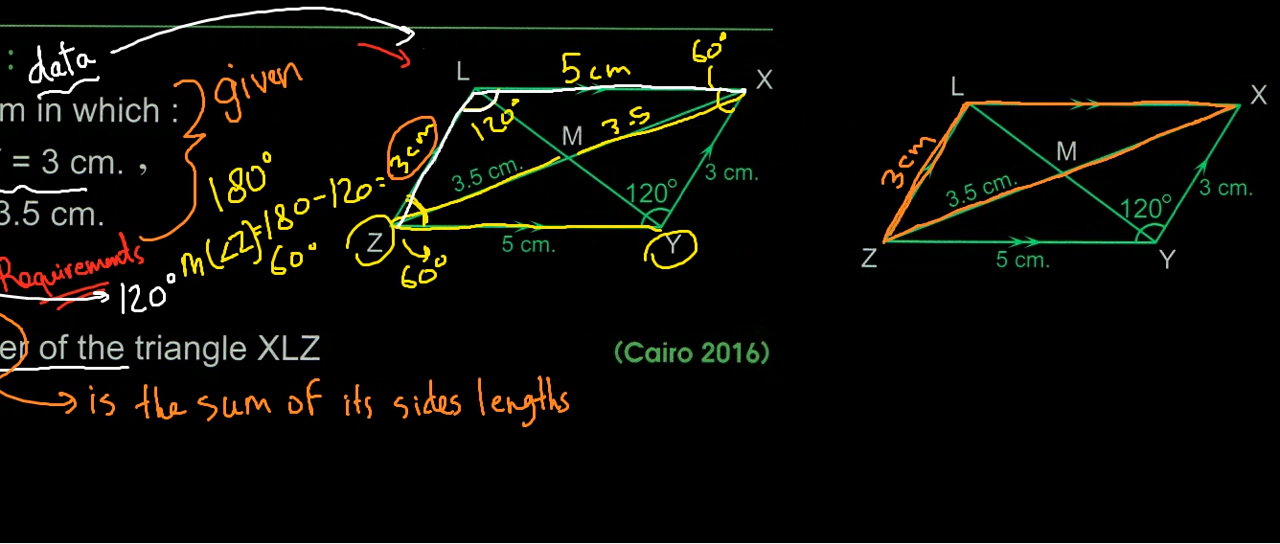 : data
given
m in which :
= 3 cm. ,
3.5 cm.
180°
m(∠Z)=180-120=
60°
Requirements
120°
er of the triangle XLZ
(Cairo 2016)
is the sum of its sides lengths
L
5 cm
60°
X
120°
M
3.5
3 cm
3.5 cm.
120°
3 cm.
Z
5 cm.
Y
60°
L
X
3 cm
M
3.5 cm.
120°
3 cm.
Z
5 cm.
Y